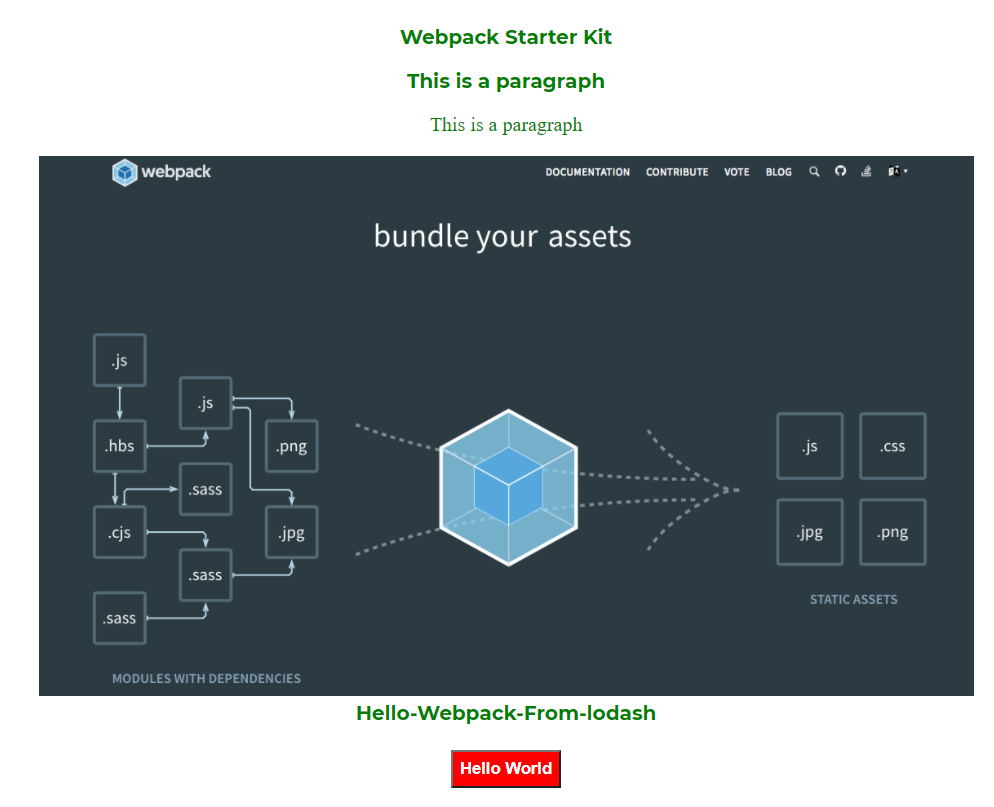 Webpack Starter Kit
This is a paragraph
This is a paragraph
webpack
DOCUMENTATION CONTRIBUTE VOTE BLOG
bundle your assets
.js
.js
.hbs
.png
.sass
.cjs
.jpg
.sass
.sass
MODULES WITH DEPENDENCIES
.js .css
.jpg .png
STATIC ASSETS
Hello-Webpack-From-lodash
Hello World